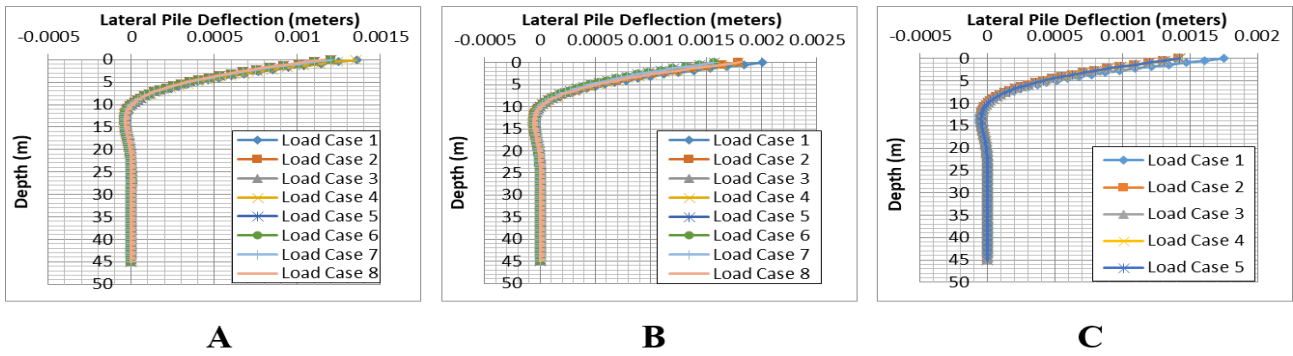 Lateral Pile Deflection (meters)
-0.0005 0 0.0005 0.001 0.0015
0
5
10
15
20
25
30
35
40
45
50
Depth (m)
Load Case 1
Load Case 2
Load Case 3
Load Case 4
Load Case 5
Load Case 6
Load Case 7
Load Case 8
A
Lateral Pile Deflection (meters)
-0.0005 0 0.0005 0.001 0.0015 0.002 0.0025
0
5
10
15
20
25
30
35
40
45
50
Depth (m)
Load Case 1
Load Case 2
Load Case 3
Load Case 4
Load Case 5
Load Case 6
Load Case 7
Load Case 8
B
Lateral Pile Deflection (meters)
-0.0005 0 0.0005 0.001 0.0015 0.002
0
5
10
15
20
25
30
35
40
45
50
Depth (m)
Load Case 1
Load Case 2
Load Case 3
Load Case 4
Load Case 5
C